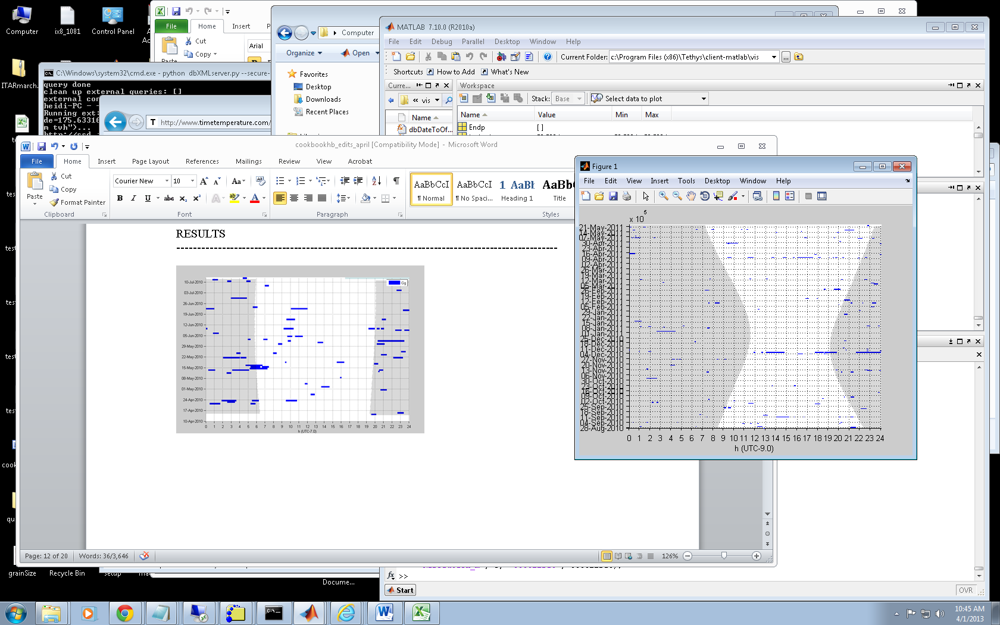 Computer
ix8_1081
Control Panel
ITARmarch.
File
Home
Insert
Cut
Copy
Paste
Arial
C:\Windows\system32\cmd.exe - python  dbXMLserver.py --secure-
query done
clean up external queries: []
external con
heidi-PC - -
Running ext:
de=175.63316
m tvh")...
http://www.timetemperature.com/
Computer
Organize
Open
Favorites
Desktop
Downloads
Recent Places
MATLAB  7.10.0 (R2010a)
File Edit Debug Parallel Desktop Window Help
Current Folder: c:\Program Files (x86)\Tethys\client-matlab\vis
Shortcuts How to Add What's New
Curre...
Workspace
« vis
Stack: Base
Select data to plot
Name
Name Value Min Max
dbDateToOf...
Endp [ ]
cookbookhb_edits_april [Compatibility Mode] - Microsoft Word
File Home Insert Page Layout References Mailings Review View Acrobat
Cut
Copy
Paste
Format Painter
Clipboard
Courier New 10
Font
Paragraph
AaBbCcI AaBbCcI 1 AaBb AaBb
¶ Normal ¶ No Spaci... Heading 1 Title
Styles
RESULTS
Gg
10-Jul-2010
03-Jul-2010
26-Jun-2010
19-Jun-2010
12-Jun-2010
05-Jun-2010
29-May-2010
22-May-2010
15-May-2010
08-May-2010
01-May-2010
24-Apr-2010
17-Apr-2010
10-Apr-2010
0 1 2 3 4 5 6 7 8 9 10 11 12 13 14 15 16 17 18 19 20 21 22 23 24
h (UTC-7.0)
Page: 12 of 20
Words: 36/3,646
126%
Figure 1
File Edit View Insert Tools Desktop Window Help
x 10 5
21-May-2011
14-May-2011
07-May-2011
30-Apr-2011
23-Apr-2011
16-Apr-2011
09-Apr-2011
02-Apr-2011
26-Mar-2011
19-Mar-2011
12-Mar-2011
05-Mar-2011
26-Feb-2011
19-Feb-2011
12-Feb-2011
05-Feb-2011
29-Jan-2011
22-Jan-2011
15-Jan-2011
08-Jan-2011
01-Jan-2011
25-Dec-2010
18-Dec-2010
11-Dec-2010
04-Dec-2010
27-Nov-2010
20-Nov-2010
13-Nov-2010
06-Nov-2010
30-Oct-2010
23-Oct-2010
16-Oct-2010
09-Oct-2010
02-Oct-2010
25-Sep-2010
18-Sep-2010
11-Sep-2010
04-Sep-2010
28-Aug-2010
0 1 2 3 4 5 6 7 8 9 10 11 12 13 14 15 16 17 18 19 20 21 22 23 24
h (UTC-9.0)
grainSize
Recycle Bin
setup
Docume...
fx >>
Start
OVR
10:45 AM
4/1/2013